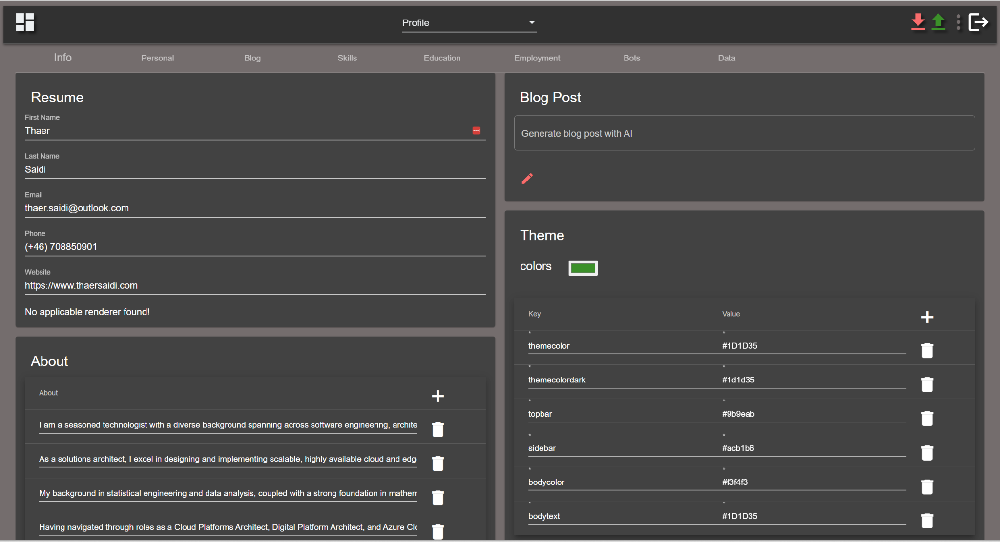 Profile
Info Personal Blog Skills Education Employment Bots Data
Resume
First Name
Thaer
Last Name
Saidi
Email
thaer.saidi@outlook.com
Phone
(+46) 708850901
Website
https://www.thaersaidi.com
No applicable renderer found!
About
About
I am a seasoned technologist with a diverse background spanning across software engineering, archite
As a solutions architect, I excel in designing and implementing scalable, highly available cloud and edg
My background in statistical engineering and data analysis, coupled with a strong foundation in mathem
Having navigated through roles as a Cloud Platforms Architect, Digital Platform Architect, and Azure Clo
Blog Post
Generate blog post with AI
Theme
colors
Key Value
* *
themecolor #1D1D35
* *
themecolordark #1d1d35
* *
topbar #9b9eab
* *
sidebar #acb1b6
* *
bodycolor #f3f4f3
* *
bodytext #1D1D35